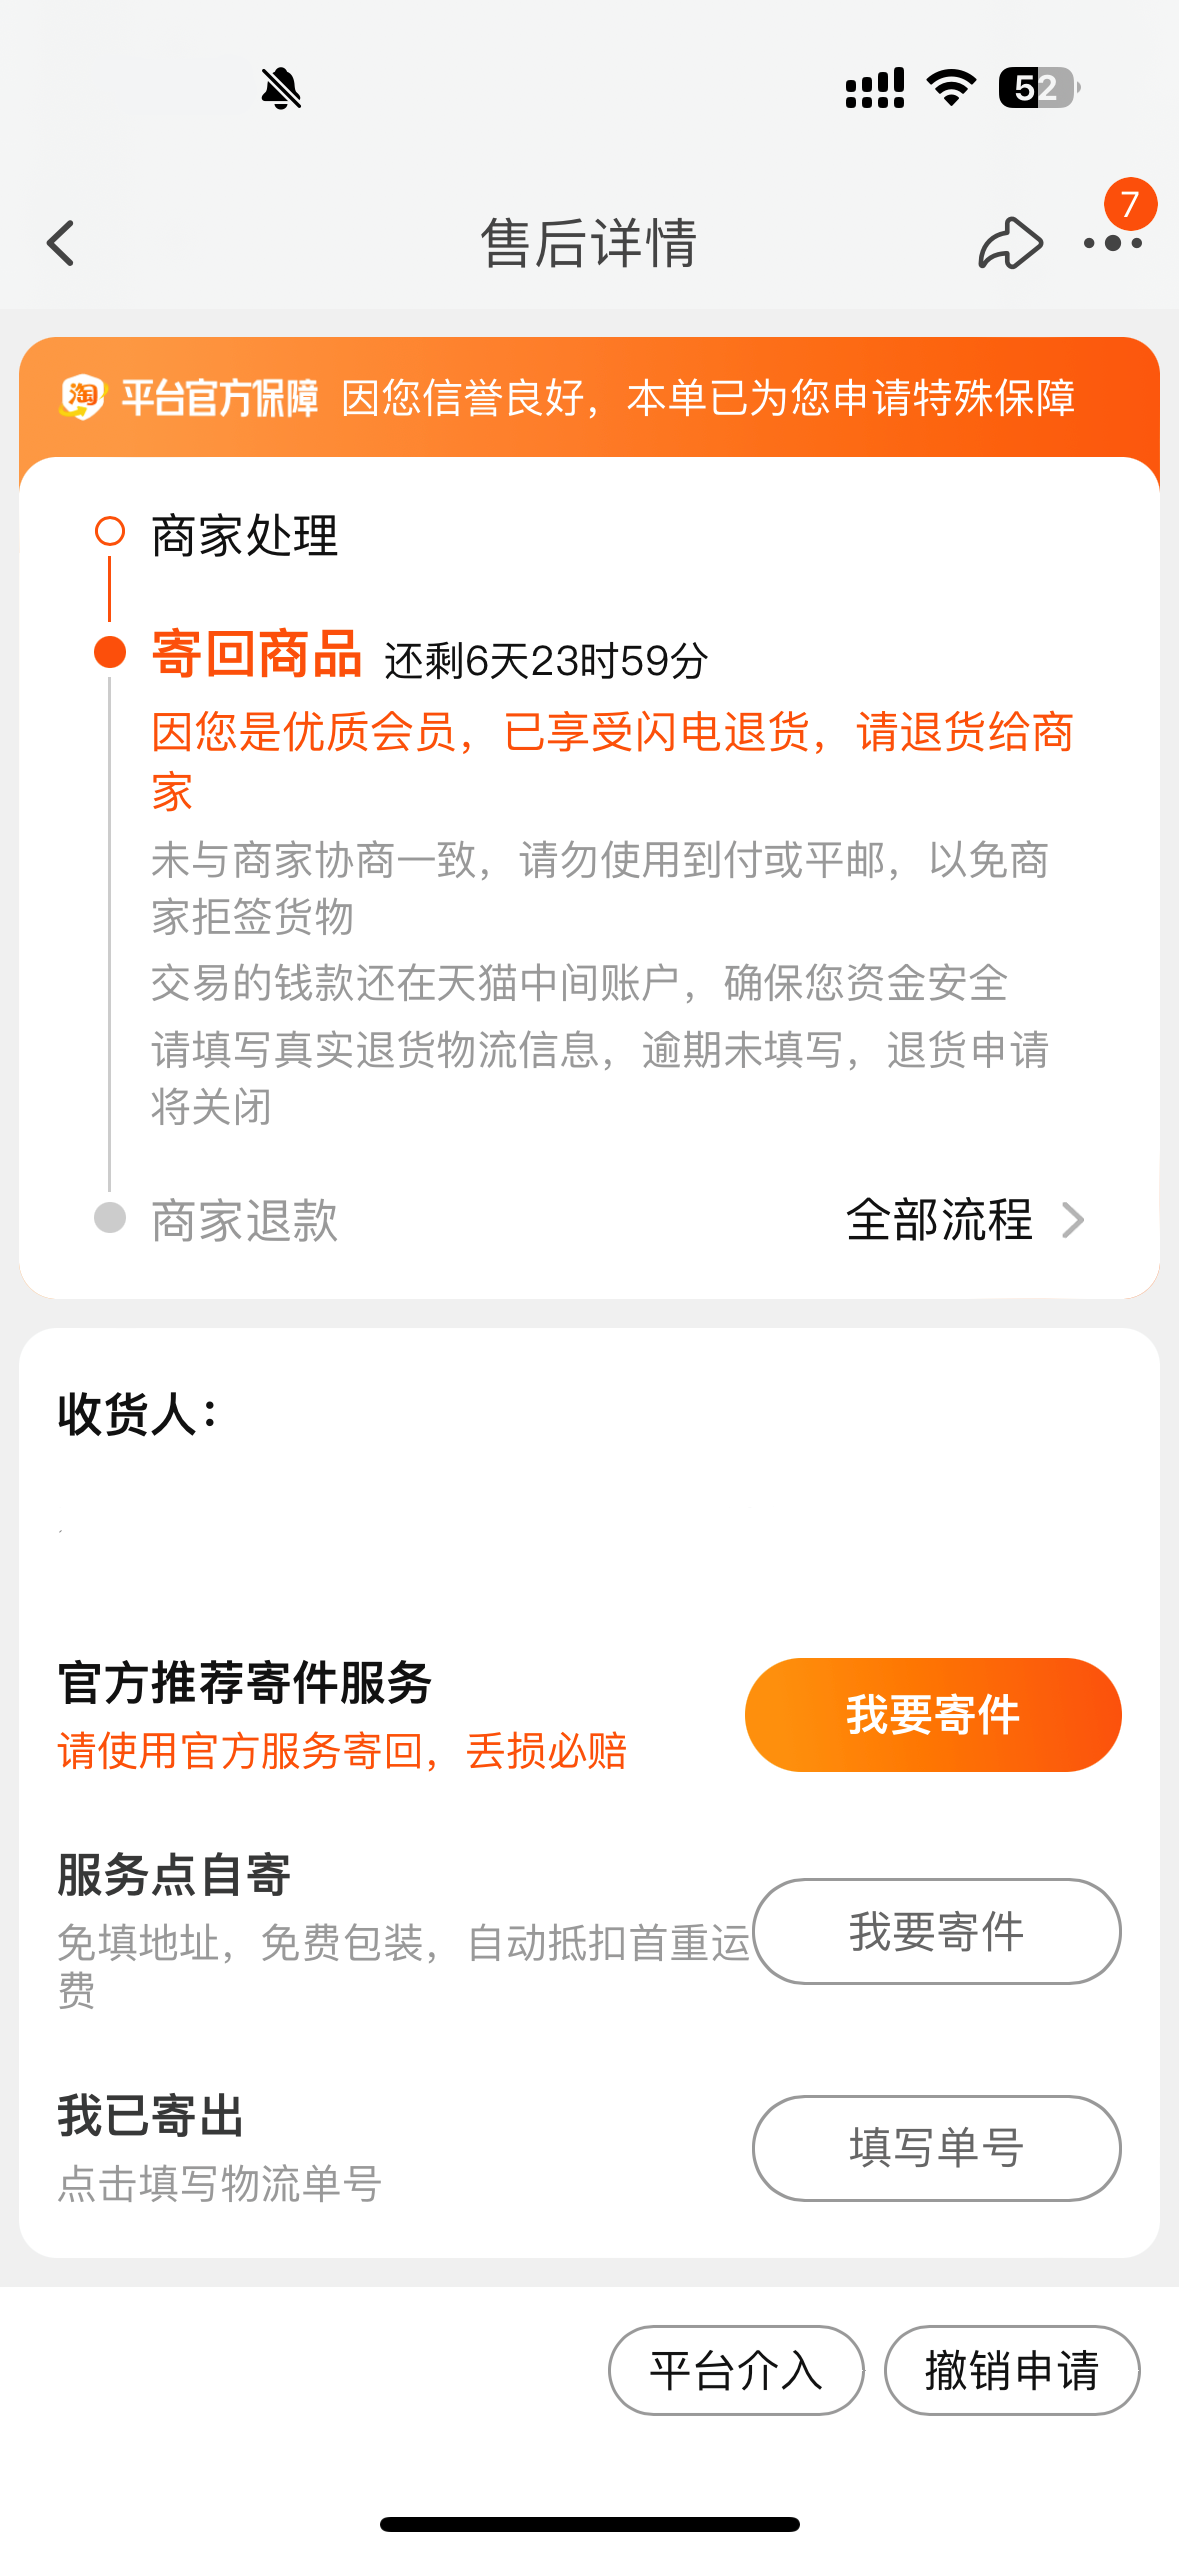 52
售后详情
7
淘 平台官方保障 因您信誉良好，本单已为您申请特殊保障
商家处理
寄回商品 还剩6天23时59分
因您是优质会员，已享受闪电退货，请退货给商
家
未与商家协商一致，请勿使用到付或平邮，以免商
家拒签货物
交易的钱款还在天猫中间账户，确保您资金安全
请填写真实退货物流信息，逾期未填写，退货申请
将关闭
商家退款 全部流程
收货人：
官方推荐寄件服务
请使用官方服务寄回，丢损必赔
我要寄件
服务点自寄
免填地址，免费包装，自动抵扣首重运
费
我要寄件
我已寄出
点击填写物流单号
填写单号
平台介入 撤销申请